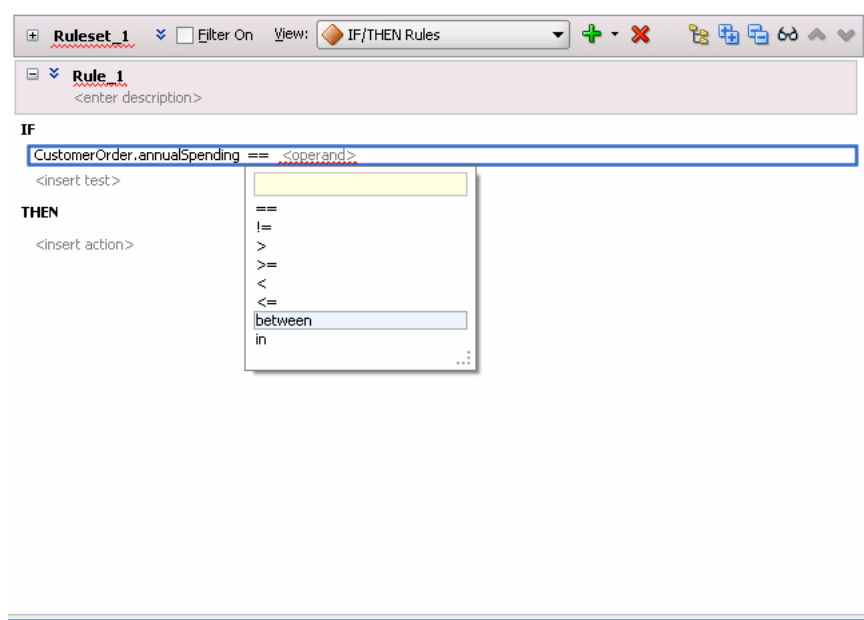 Ruleset_1 Filter On View: IF/THEN Rules
Rule_1
<enter description>
IF
CustomerOrder.annualSpending == <operand>
<insert test>
==
THEN
!=
>
<insert action>
>=
<
<=
between
in